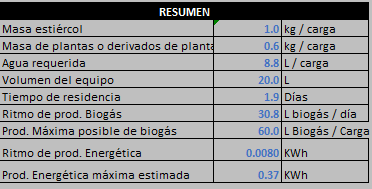 RESUMEN
Masa estiércol 1.0 kg / carga
Masa de plantas o derivados de planta 0.6 kg / carga
Agua requerida 8.8 L / carga
Volumen del equipo 20.0 L
Tiempo de residencia 1.9 Días
Ritmo de prod. Biogás 30.8 L biogás / día
Prod. Máxima posible de biogás 60.0 L Biogás / Carga
Ritmo de prod. Energética 0.0080 KWh
Prod. Energética máxima estimada 0.37 KWh